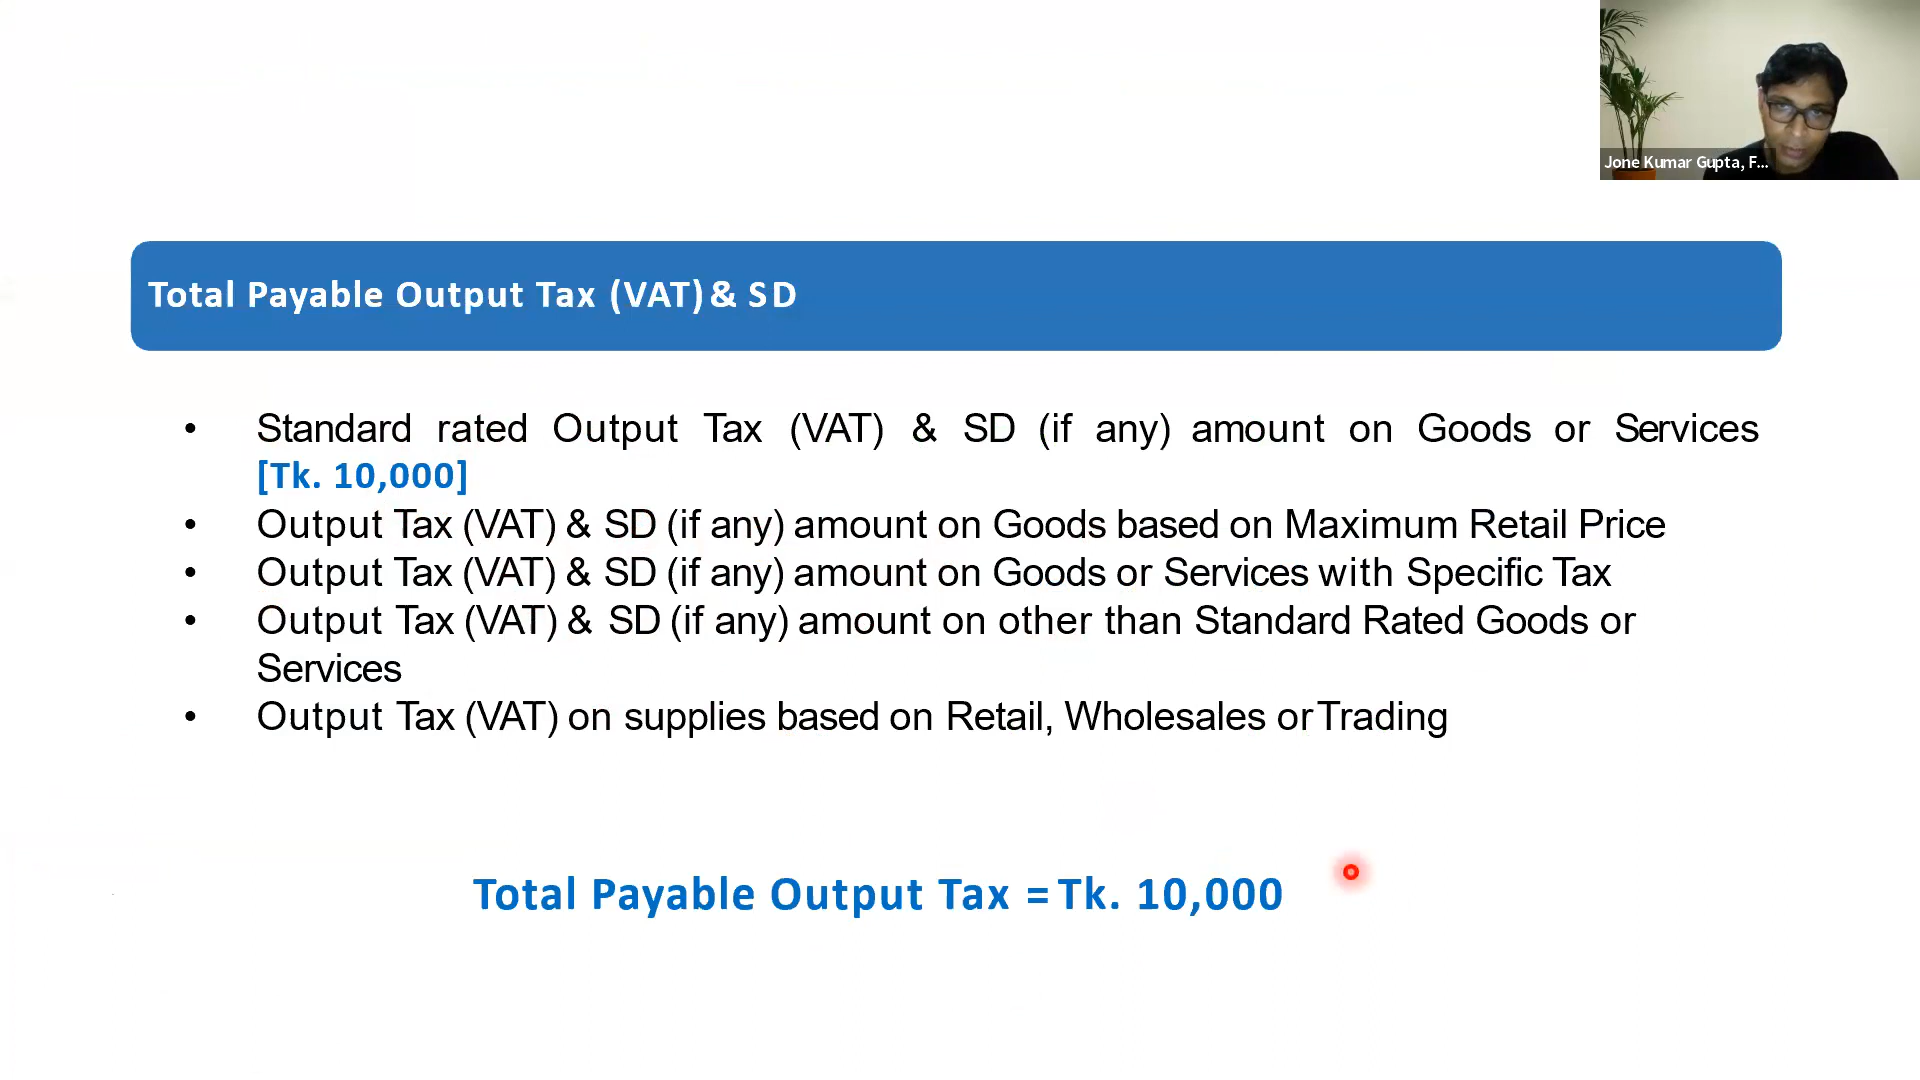 Jone Kumar Gupta, F...
Total Payable Output Tax (VAT) & SD
• Standard rated Output Tax (VAT) & SD (if any) amount on Goods or Services
[Tk. 10,000]
• Output Tax (VAT) & SD (if any) amount on Goods based on Maximum Retail Price
• Output Tax (VAT) & SD (if any) amount on Goods or Services with Specific Tax
• Output Tax (VAT) & SD (if any) amount on other than Standard Rated Goods or
Services
• Output Tax (VAT) on supplies based on Retail, Wholesales or Trading
Total Payable Output Tax = Tk. 10,000